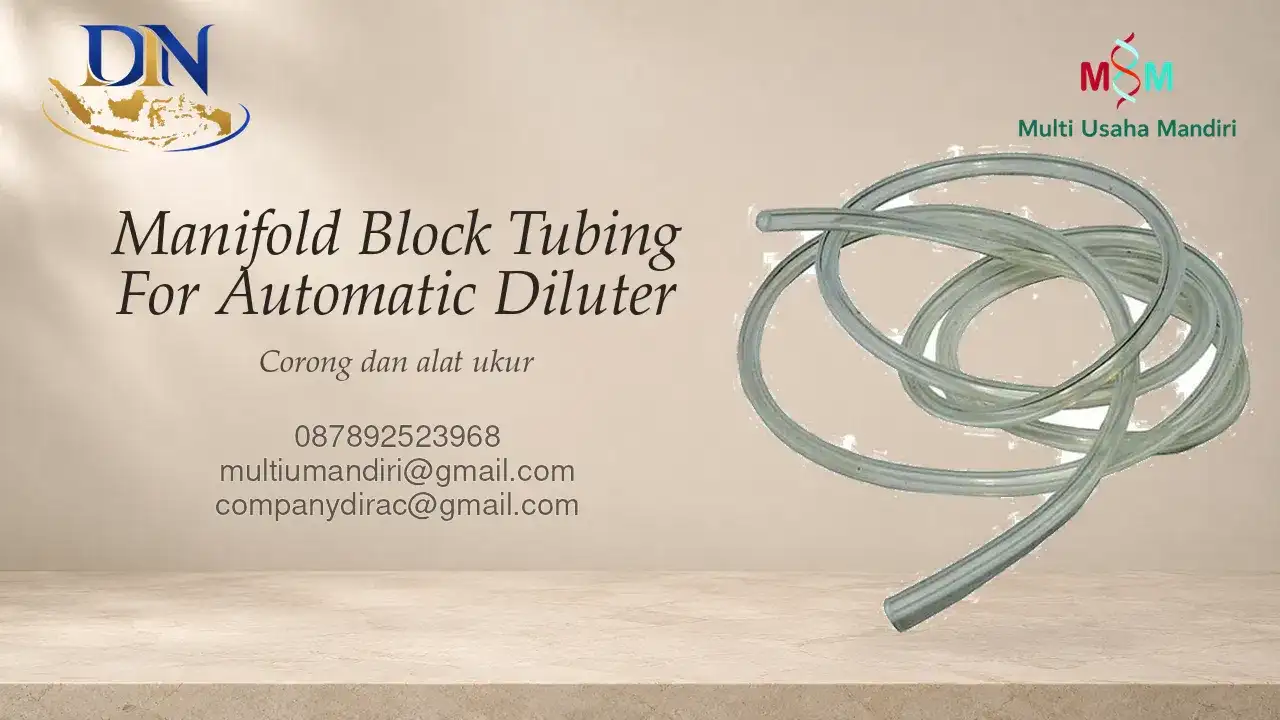 DN
M M
Multi Usaha Mandiri
Manifold Block Tubing
For Automatic Diluter
Corong dan alat ukur
087892523968
multiumandiri@gmail.com
companydirac@gmail.com